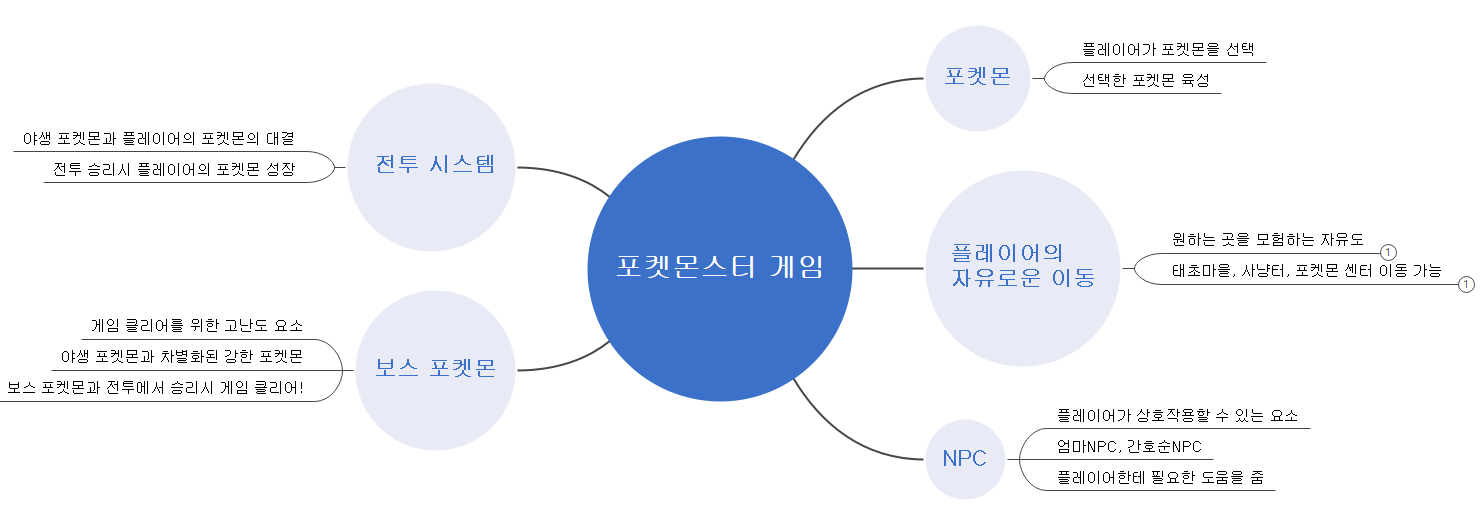 포켓몬스터 게임
포켓몬
플레이어가 포켓몬을 선택
선택한 포켓몬 육성
플레이어의
자유로운 이동
원하는 곳을 모험하는 자유도
1
태초마을, 사냥터, 포켓몬 센터 이동 가능
1
NPC
플레이어가 상호작용할 수 있는 요소
엄마NPC, 간호순NPC
플레이어한테 필요한 도움을 줌
전투 시스템
야생 포켓몬과 플레이어의 포켓몬의 대결
전투 승리시 플레이어의 포켓몬 성장
보스 포켓몬
게임 클리어를 위한 고난도 요소
야생 포켓몬과 차별화된 강한 포켓몬
보스 포켓몬과 전투에서 승리시 게임 클리어!